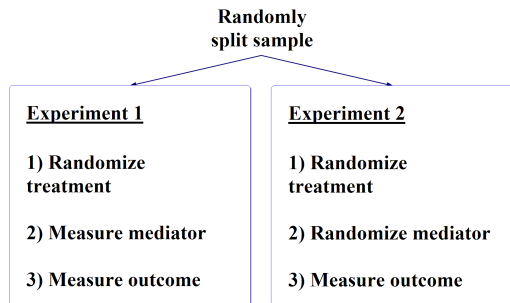 Randomly
split sample
Experiment 1
1) Randomize
treatment
2) Measure mediator
3) Measure outcome
Experiment 2
1) Randomize
treatment
2) Randomize mediator
3) Measure outcome